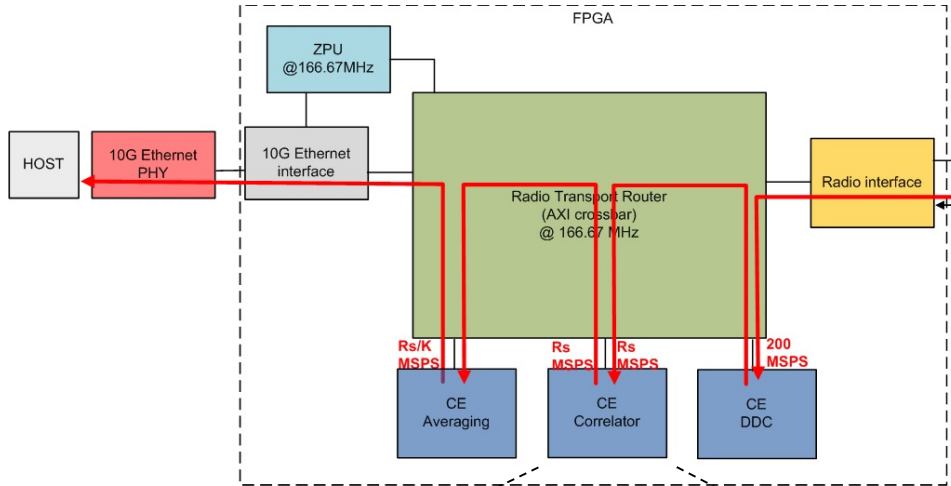 FPGA
ZPU
@166.67MHz
HOST
10G Ethernet
PHY
10G Ethernet
interface
Radio Transport Router
(AXI crossbar)
@ 166.67 MHz
Radio interface
Rs/K
MSPS
Rs
MSPS
Rs
MSPS
200
MSPS
CE
Averaging
CE
Correlator
CE
DDC